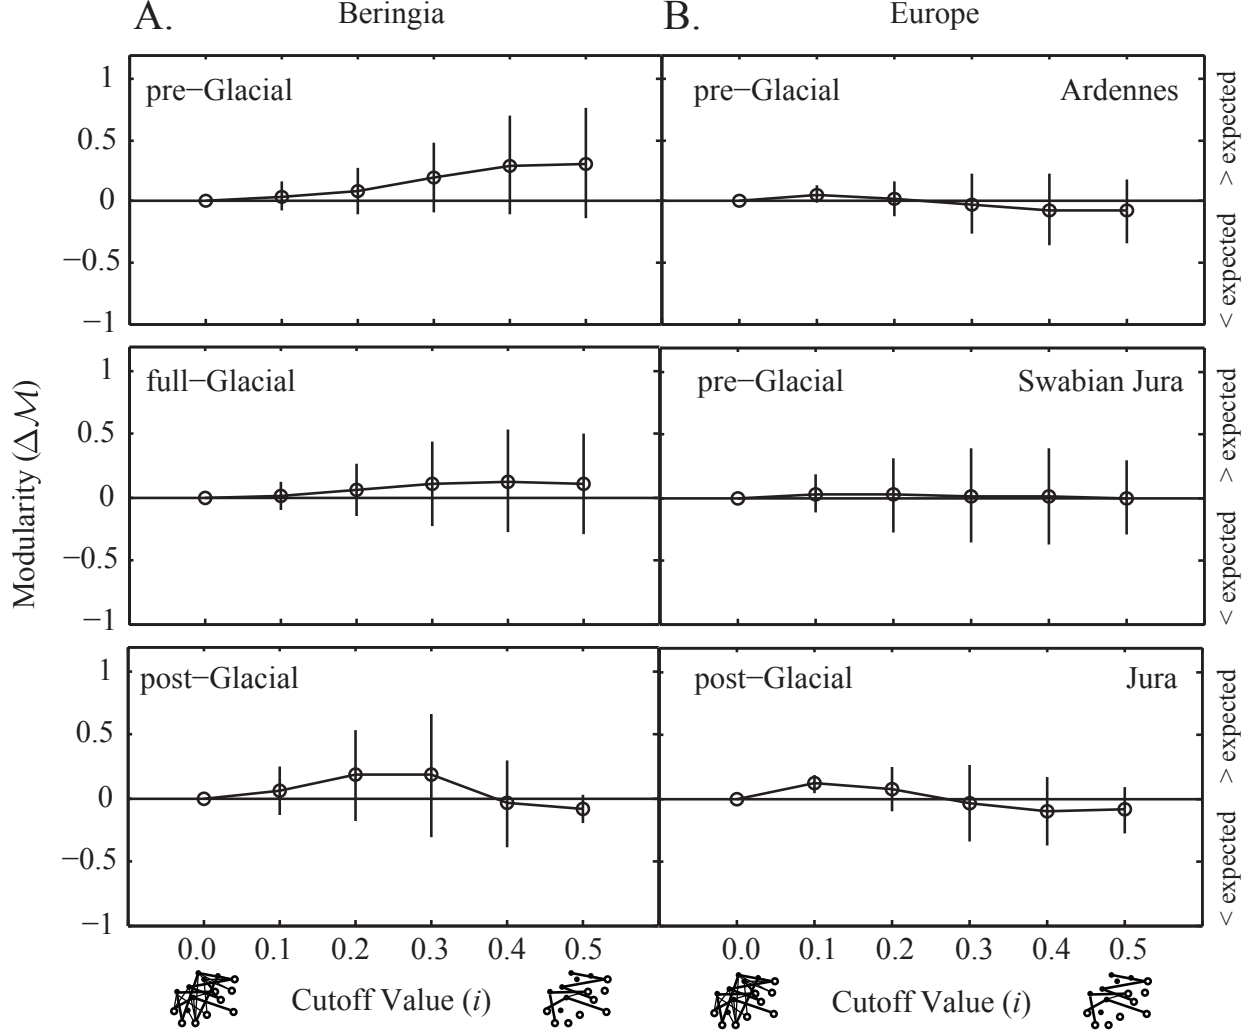 A.
Beringia
B.
Europe
pre−Glacial
pre−Glacial
Ardennes
1
0.5
0
−0.5
−1
> expected
< expected
full−Glacial
pre−Glacial
Swabian Jura
1
0.5
0
−0.5
−1
> expected
< expected
Modularity (Δℳ)
post−Glacial
post−Glacial
Jura
1
0.5
0
−0.5
−1
> expected
< expected
0.0 0.1 0.2 0.3 0.4 0.5
0.0 0.1 0.2 0.3 0.4 0.5
Cutoff Value (i)
Cutoff Value (i)